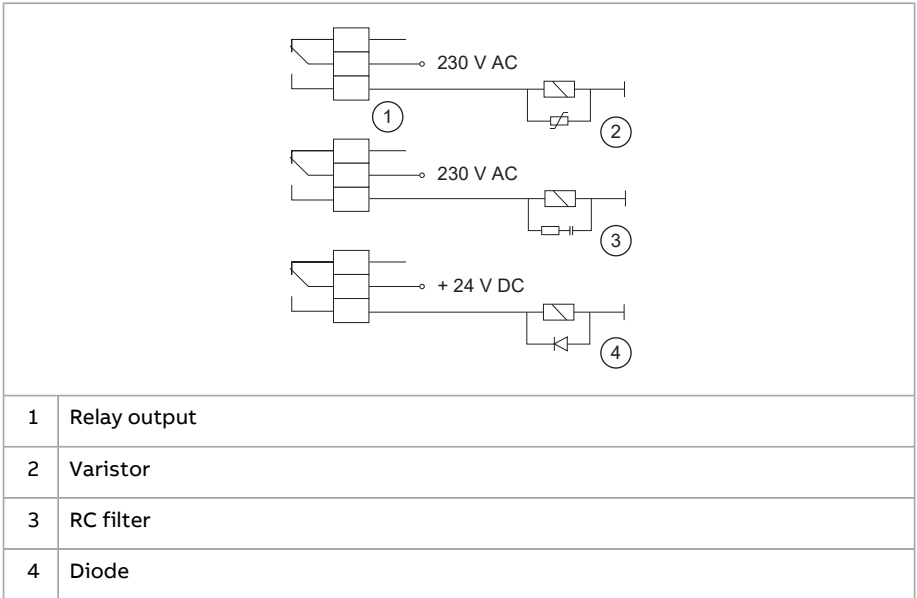 230 V AC
1
2
230 V AC
3
+ 24 V DC
4
1 Relay output
2 Varistor
3 RC filter
4 Diode